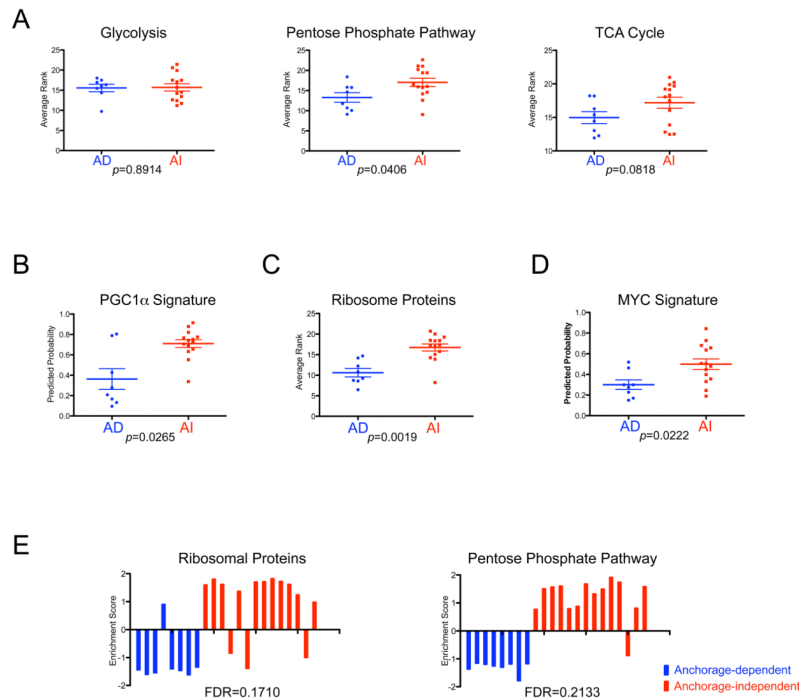 A
Glycolysis
Average Rank
25
20
15
10
5
0
AD
AI
p=0.8914
Pentose Phosphate Pathway
Average Rank
25
20
15
10
5
0
AD
AI
p=0.0406
TCA Cycle
Average Rank
25
20
15
10
AD
AI
p=0.0818
B
PGC1α Signature
Predicted Probability
1.0
0.8
0.6
0.4
0.2
0.0
AD
AI
p=0.0265
C
Ribosome Proteins
Average Rank
25
20
15
10
5
0
AD
AI
p=0.0019
D
MYC Signature
Predicted Probability
1.0
0.8
0.6
0.4
0.2
0.0
AD
AI
p=0.0222
E
Ribosomal Proteins
Enrichment Score
2
1
0
-1
-2
FDR=0.1710
Pentose Phosphate Pathway
Enrichment Score
2
1
0
-1
-2
FDR=0.2133
Anchorage-dependent
Anchorage-independent